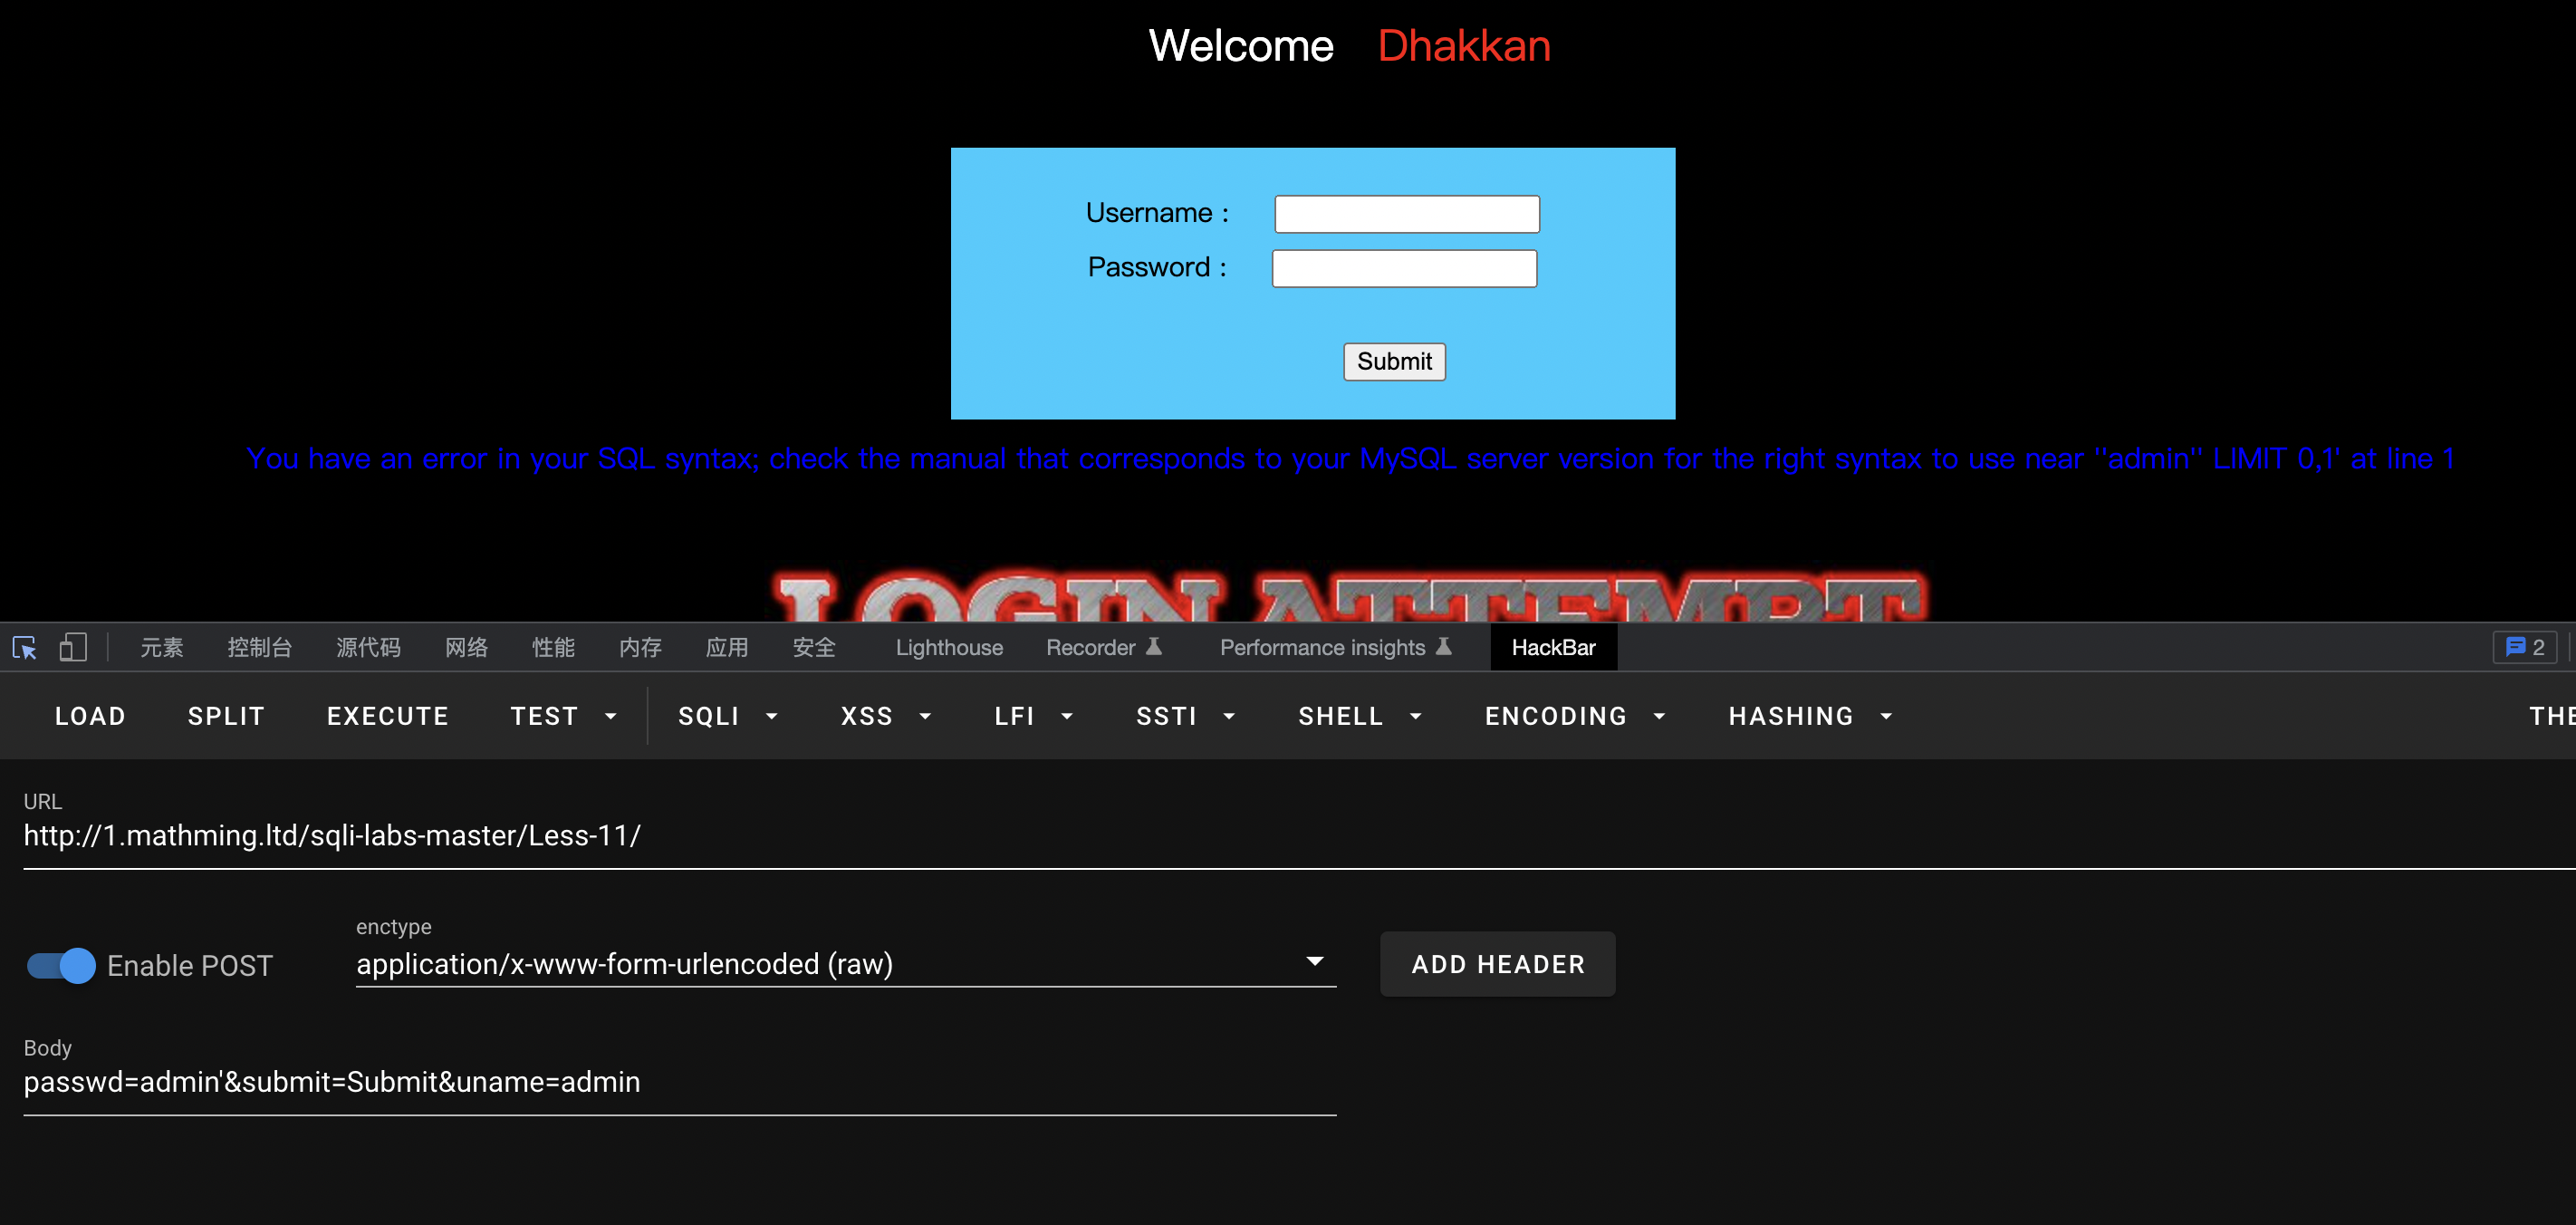 Welcome Dhakkan
Username :
Password :
Submit
You have an error in your SQL syntax; check the manual that corresponds to your MySQL server version for the right syntax to use near ''admin'' LIMIT 0,1' at line 1
LOGIN ATTEMPT
元素 控制台 源代码 网络 性能 内存 应用 安全 Lighthouse Recorder Performance insights HackBar 2
LOAD SPLIT EXECUTE TEST SQLI XSS LFI SSTI SHELL ENCODING HASHING THE
URL
http://1.mathming.ltd/sqli-labs-master/Less-11/
enctype
Enable POST application/x-www-form-urlencoded (raw) ADD HEADER
Body
passwd=admin'&submit=Submit&uname=admin